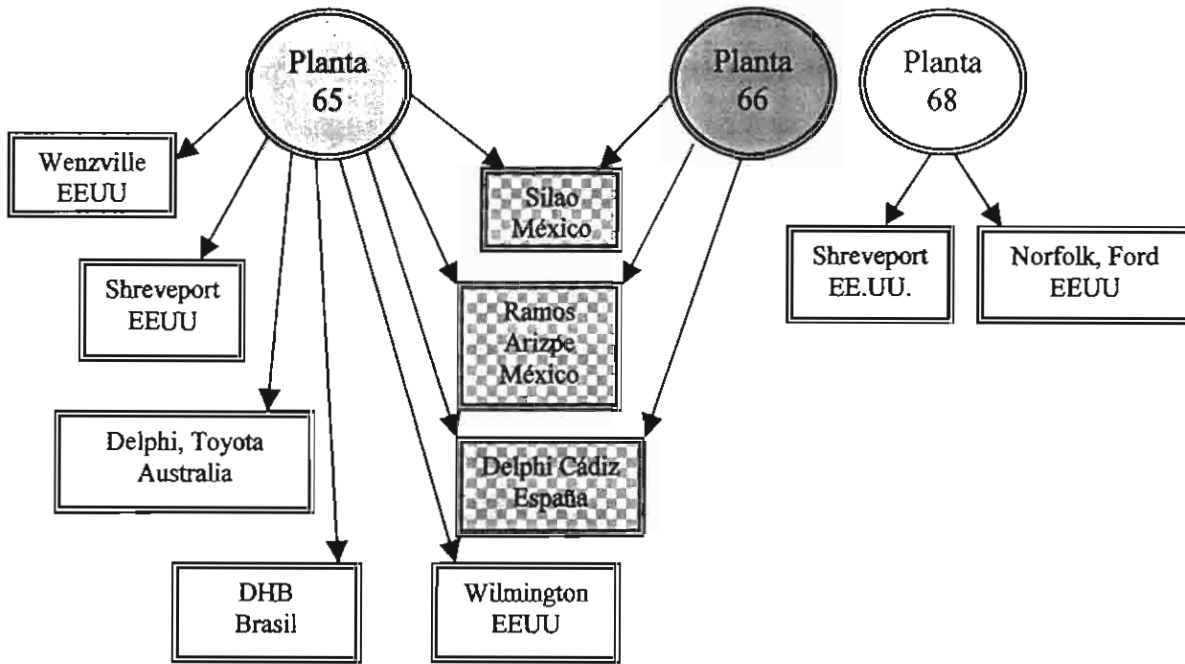 Planta
65
Planta
66
Planta
68
Wenzville
EEUU
Silao
México
Shreveport
EE.UU.
Norfolk, Ford
EEUU
Shreveport
EEUU
Ramos
Arizpe
México
Delphi, Toyota
Australia
Delphi Cádiz
España
DHB
Brasil
Wilmington
EEUU